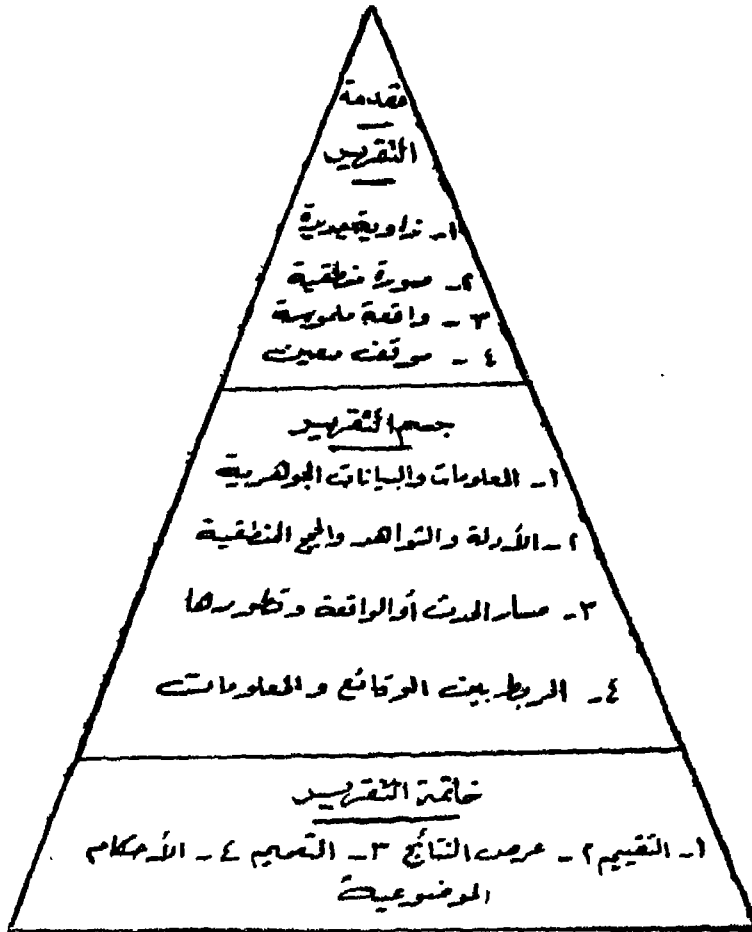 مقدمة
التقرير
١- زاوية جديدة
٢- صورة منطقية
٣- واقعة ملموسة
٤- موقف معين
جسم التقرير
١- المعلومات والبيانات الجوهرية
٢- الأدلة والشواهد والحجج المنطقية
٣- مسار الحدث أو الواقعة وتطورها
٤- الربط بين الوقائع والمعلومات
خاتمة التقرير
١- التقييم ٢- عرض النتائج ٣- التعميم ٤- الأحكام
الموضوعية